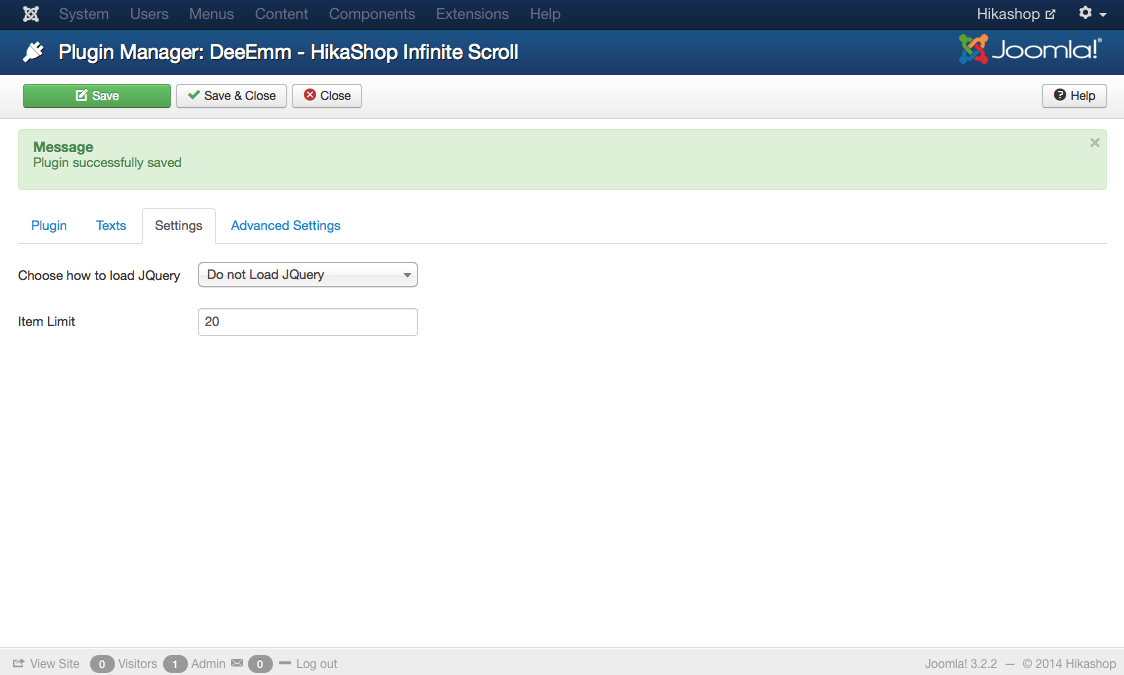 System Users Menus Content Components Extensions Help Hikashop
Plugin Manager: DeeEmm - HikaShop Infinite Scroll Joomla!®
Save Save & Close Close Help
Message
Plugin successfully saved
Plugin Texts Settings Advanced Settings
Choose how to load JQuery Do not Load JQuery
Item Limit 20
View Site 0 Visitors 1 Admin 0 Log out Joomla! 3.2.2 — © 2014 Hikashop